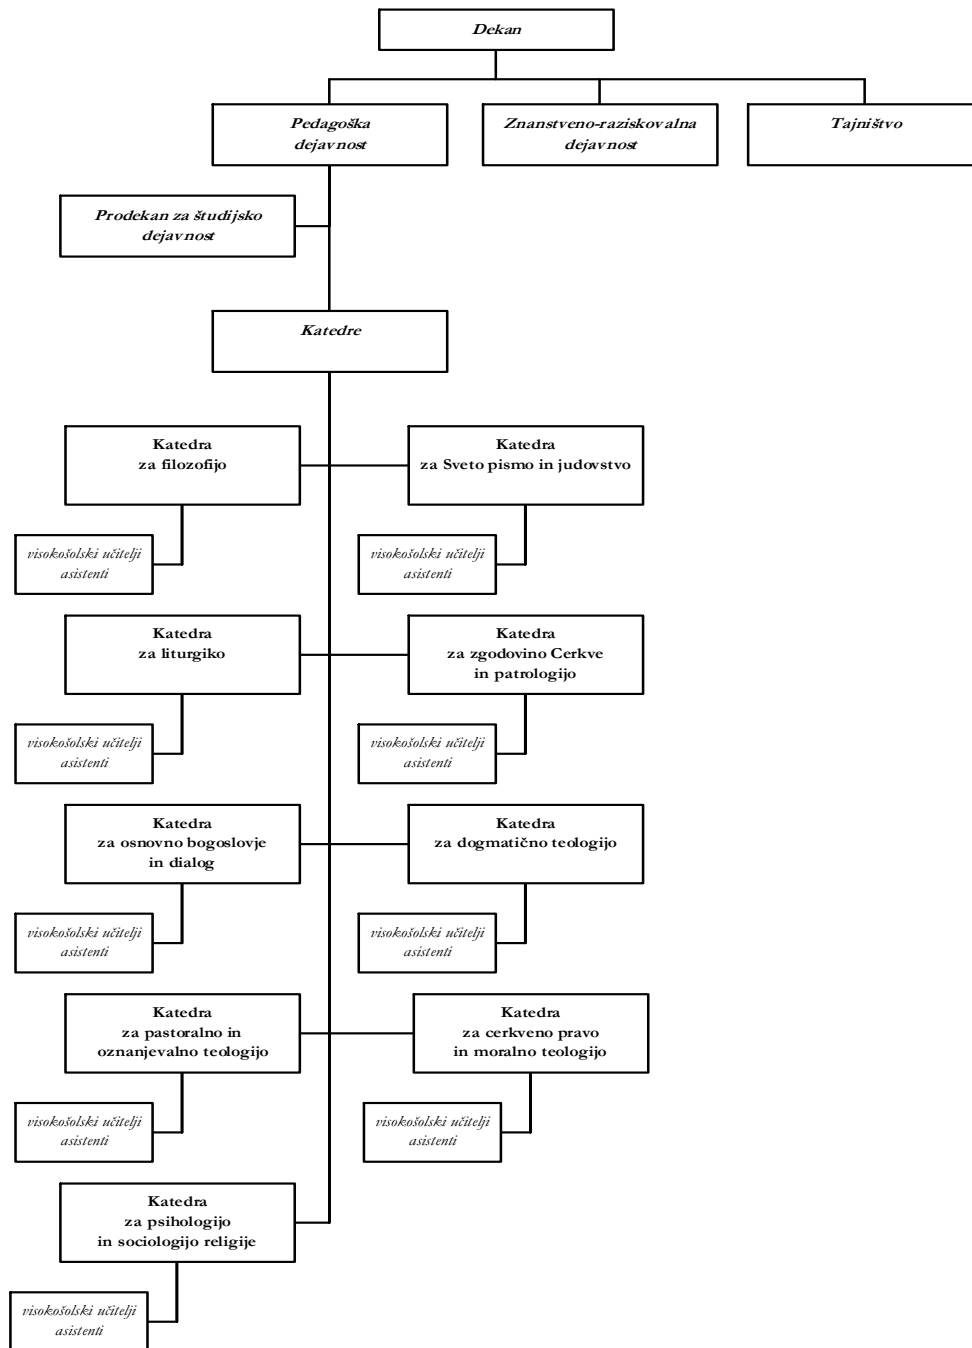 Dekan
Pedagoška
dejavnost
Znanstveno-raziskovalna
dejavnost
Tajništvo
Prodekan za študijsko
dejavnost
Katedre
Katedra
za filozofijo
Katedra
za Sveto pismo in judovstvo
visokošolski učitelji
asistenti
visokošolski učitelji
asistenti
Katedra
za liturgiko
Katedra
za zgodovino Cerkve
in patrologijo
visokošolski učitelji
asistenti
visokošolski učitelji
asistenti
Katedra
za osnovno bogoslovje
in dialog
Katedra
za dogmatično teologijo
visokošolski učitelji
asistenti
visokošolski učitelji
asistenti
Katedra
za pastoralno in
oznanjevalno teologijo
Katedra
za cerkveno pravo
in moralno teologijo
visokošolski učitelji
asistenti
visokošolski učitelji
asistenti
Katedra
za psihologijo
in sociologijo religije
visokošolski učitelji
asistenti